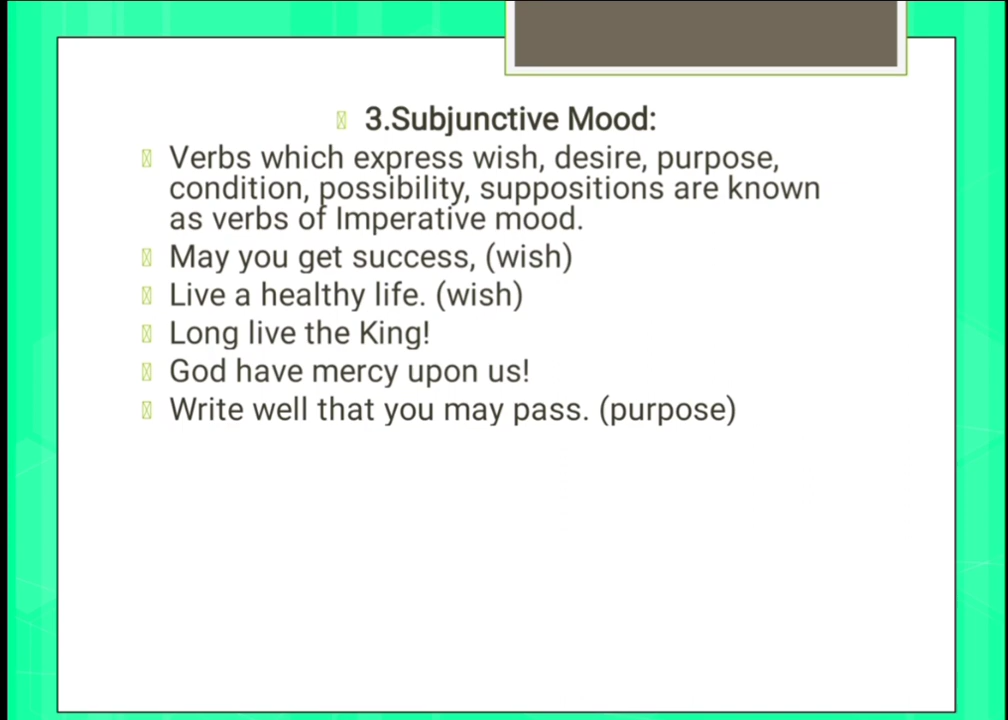 3.Subjunctive Mood:
Verbs which express wish, desire, purpose,
condition, possibility, suppositions are known
as verbs of Imperative mood.
May you get success, (wish)
Live a healthy life. (wish)
Long live the King!
God have mercy upon us!
Write well that you may pass. (purpose)